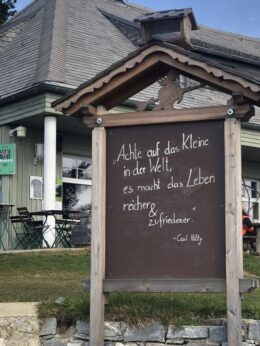 „Achte auf das Kleine
in der Welt,
es macht das Leben
reicher
&
zufriedener."
- Carl Hilty